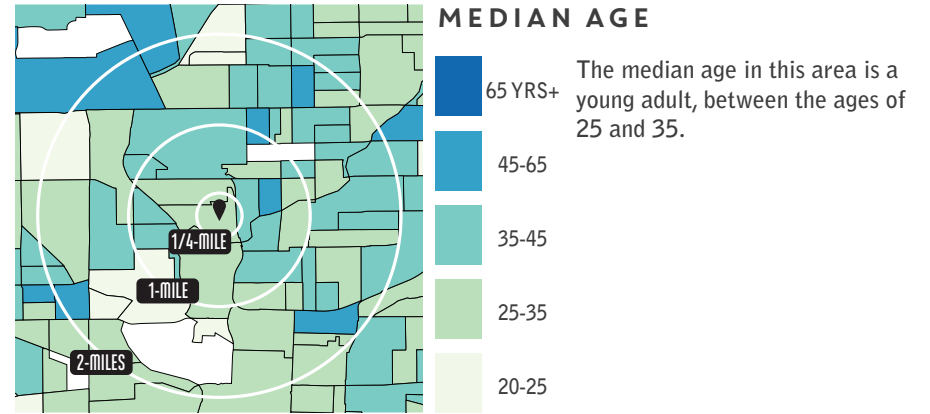 MEDIAN AGE
65 YRS+
The median age in this area is a
young adult, between the ages of
25 and 35.
45-65
35-45
25-35
20-25
1/4-MILE
1-MILE
2-MILES